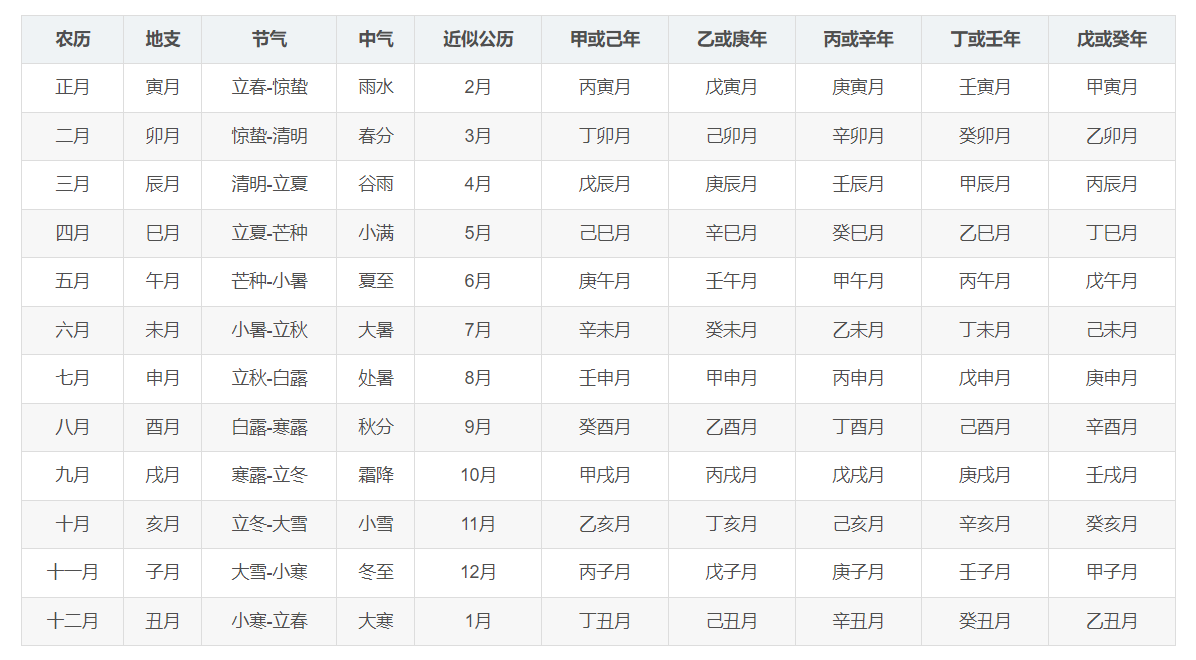 农历 地支 节气 中气 近似公历 甲或己年 乙或庚年 丙或辛年 丁或壬年 戊或癸年
正月 寅月 立春-惊蛰 雨水 2月 丙寅月 戊寅月 庚寅月 壬寅月 甲寅月
二月 卯月 惊蛰-清明 春分 3月 丁卯月 己卯月 辛卯月 癸卯月 乙卯月
三月 辰月 清明-立夏 谷雨 4月 戊辰月 庚辰月 壬辰月 甲辰月 丙辰月
四月 巳月 立夏-芒种 小满 5月 己巳月 辛巳月 癸巳月 乙巳月 丁巳月
五月 午月 芒种-小暑 夏至 6月 庚午月 壬午月 甲午月 丙午月 戊午月
六月 未月 小暑-立秋 大暑 7月 辛未月 癸未月 乙未月 丁未月 己未月
七月 申月 立秋-白露 处暑 8月 壬申月 甲申月 丙申月 戊申月 庚申月
八月 酉月 白露-寒露 秋分 9月 癸酉月 乙酉月 丁酉月 己酉月 辛酉月
九月 戌月 寒露-立冬 霜降 10月 甲戌月 丙戌月 戊戌月 庚戌月 壬戌月
十月 亥月 立冬-大雪 小雪 11月 乙亥月 丁亥月 己亥月 辛亥月 癸亥月
十一月 子月 大雪-小寒 冬至 12月 丙子月 戊子月 庚子月 壬子月 甲子月
十二月 丑月 小寒-立春 大寒 1月 丁丑月 己丑月 辛丑月 癸丑月 乙丑月